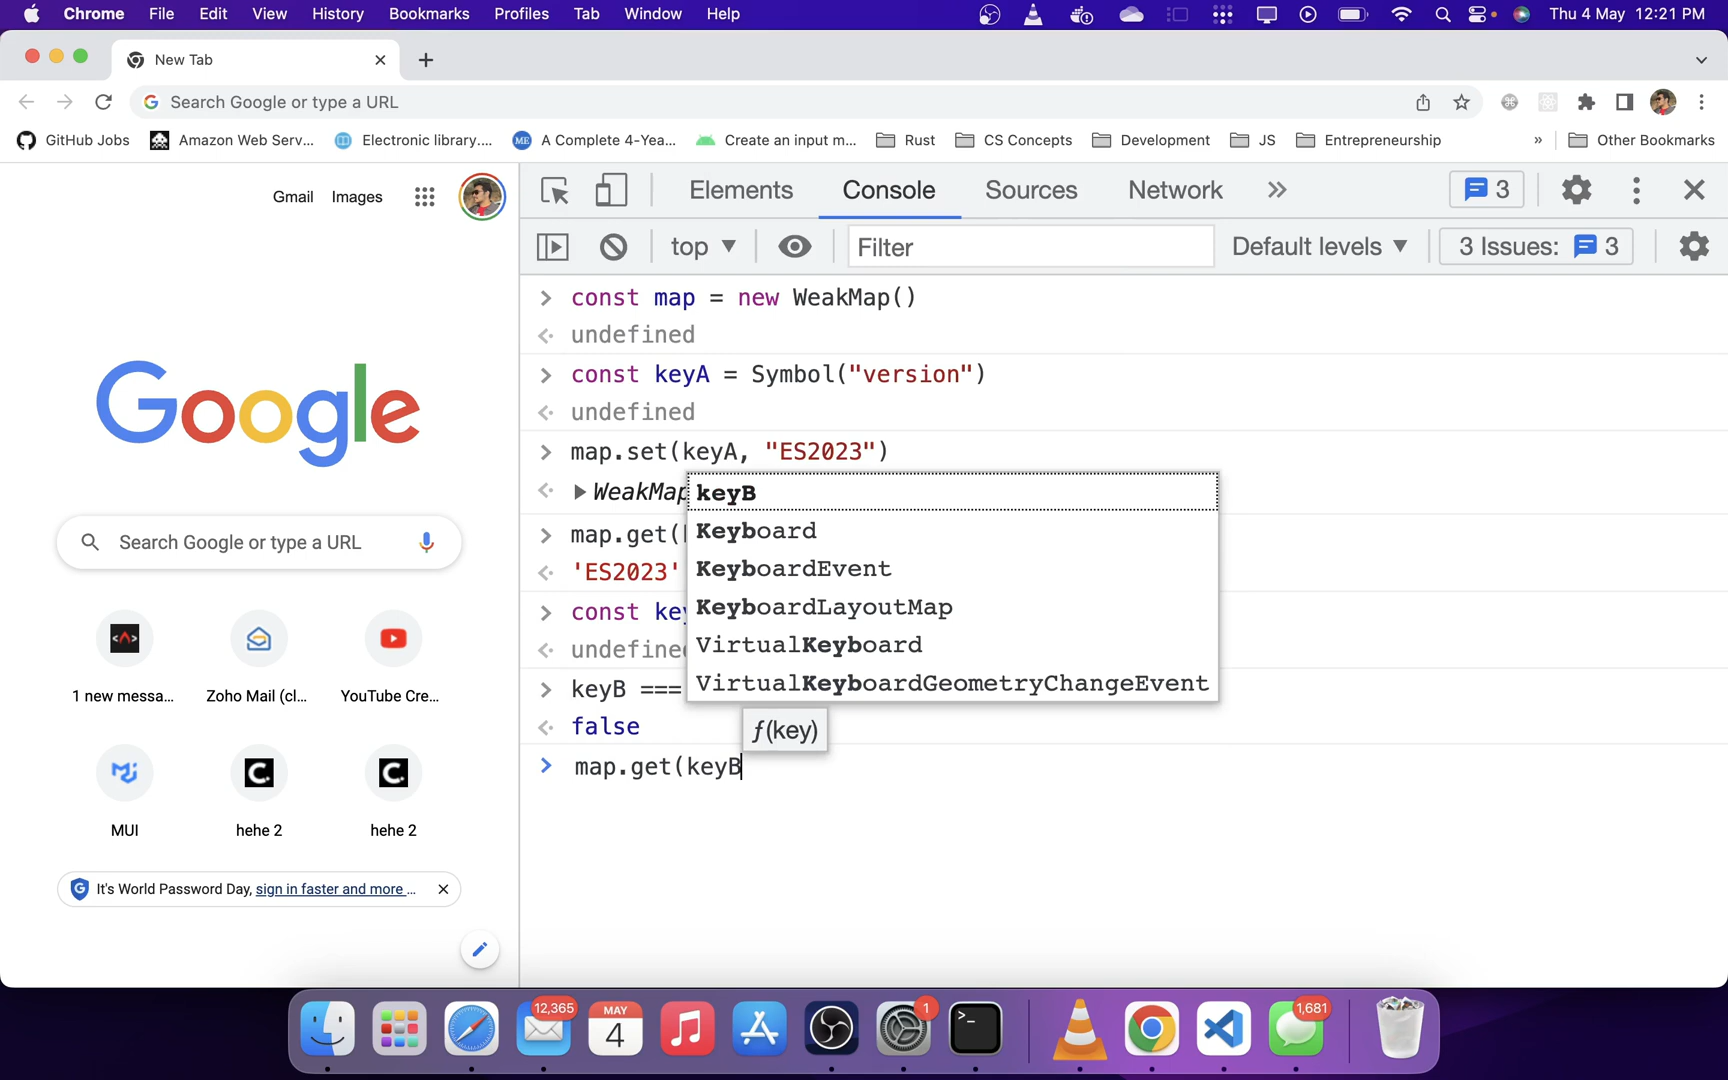 Chrome File Edit View History Bookmarks Profiles Tab Window Help Thu 4 May 12:21 PM
New Tab
Search Google or type a URL
GitHub Jobs Amazon Web Serv... Electronic library.... ME A Complete 4-Yea... Create an input m... Rust CS Concepts Development JS Entrepreneurship » Other Bookmarks
Gmail Images
Google
Search Google or type a URL
1 new messa... Zoho Mail (cl... YouTube Cre...
MUI hehe 2 hehe 2
It's World Password Day, sign in faster and more ...
Elements Console Sources Network » 3
top Filter Default levels 3 Issues: 3
> const map = new WeakMap()
undefined
> const keyA = Symbol("version")
undefined
> map.set(keyA, "ES2023")
WeakMap
> map.get(
'ES2023'
> const key
undefined
> keyB ===
false
> map.get(keyB
keyB
Keyboard
KeyboardEvent
KeyboardLayoutMap
VirtualKeyboard
VirtualKeyboardGeometryChangeEvent
ƒ(key)
12,365 MAY 4 1 >_ 1,681